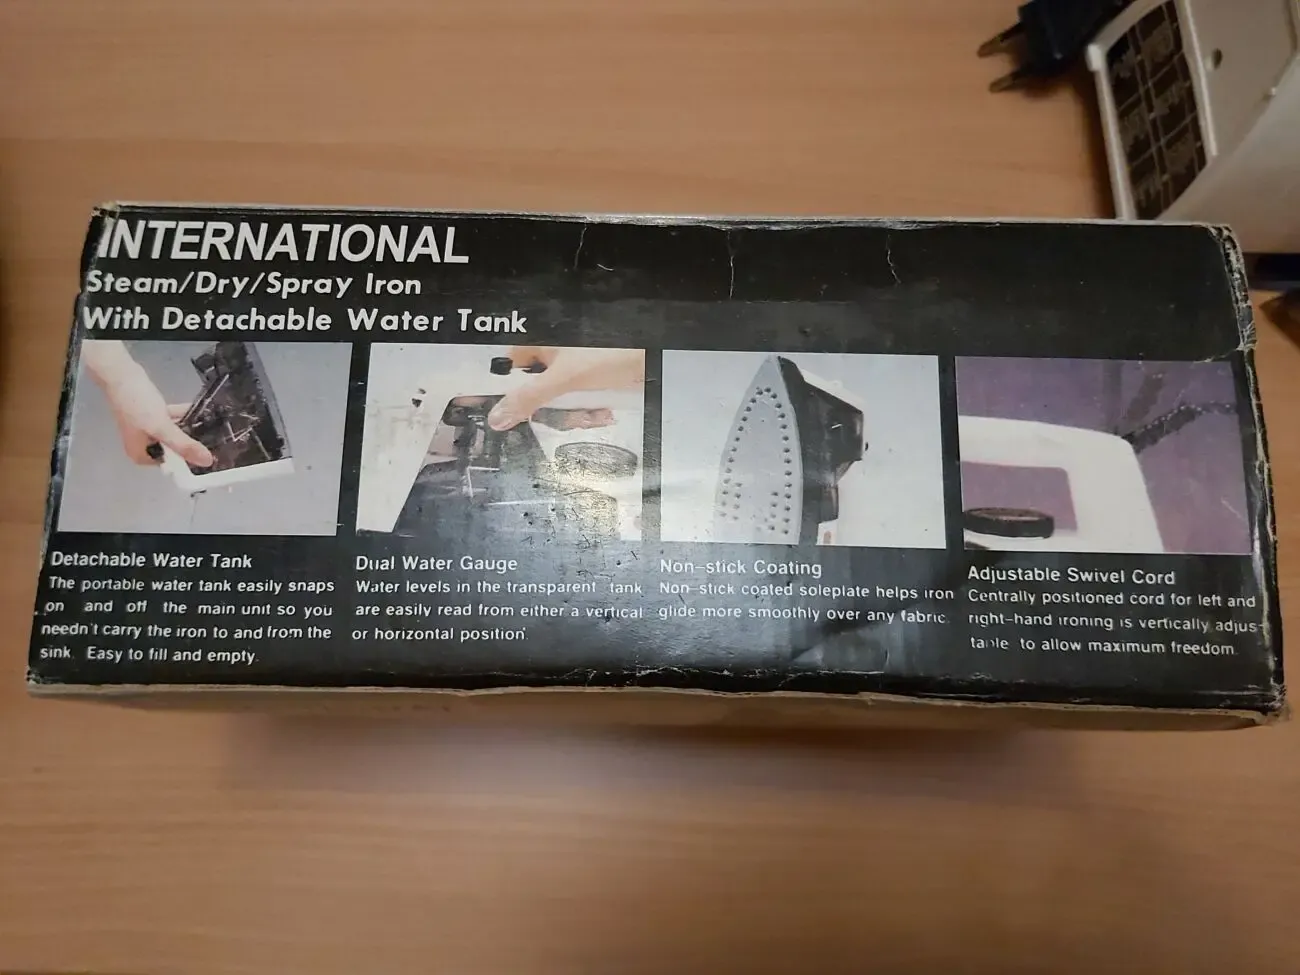 INTERNATIONAL
Steam/Dry/Spray Iron
With Detachable Water Tank
Detachable Water Tank
The portable water tank easily snaps
on and off the main unit so you
needn't carry the iron to and from the
sink. Easy to fill and empty.
Dual Water Gauge
Water levels in the transparent tank
are easily read from either a vertical
or horizontal position.
Non-stick Coating
Non-stick coated soleplate helps iron
glide more smoothly over any fabric.
Adjustable Swivel Cord
Centrally positioned cord for left and
right-hand ironing is vertically adjus-
table to allow maximum freedom.